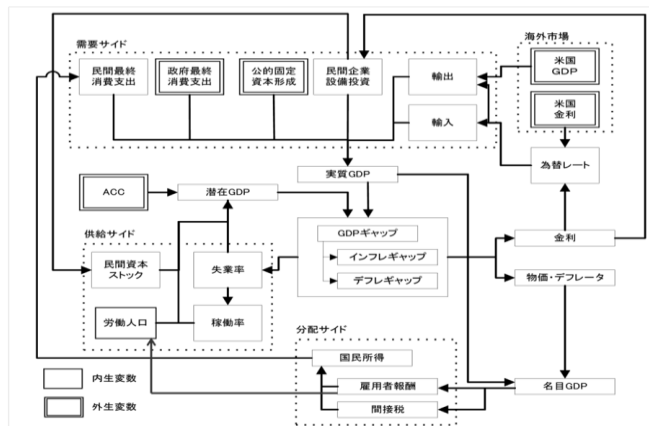 需要サイド
海外市場
民間最終
消費支出
政府最終
消費支出
公的固定
資本形成
民間企業
設備投資
輸出
輸入
米国
GDP
米国
金利
為替レート
実質GDP
ACC
潜在GDP
GDPギャップ
インフレギャップ
デフレギャップ
金利
物価・デフレータ
供給サイド
民間資本
ストック
失業率
労働人口
稼働率
分配サイド
国民所得
雇用者報酬
間接税
名目GDP
内生変数
外生変数